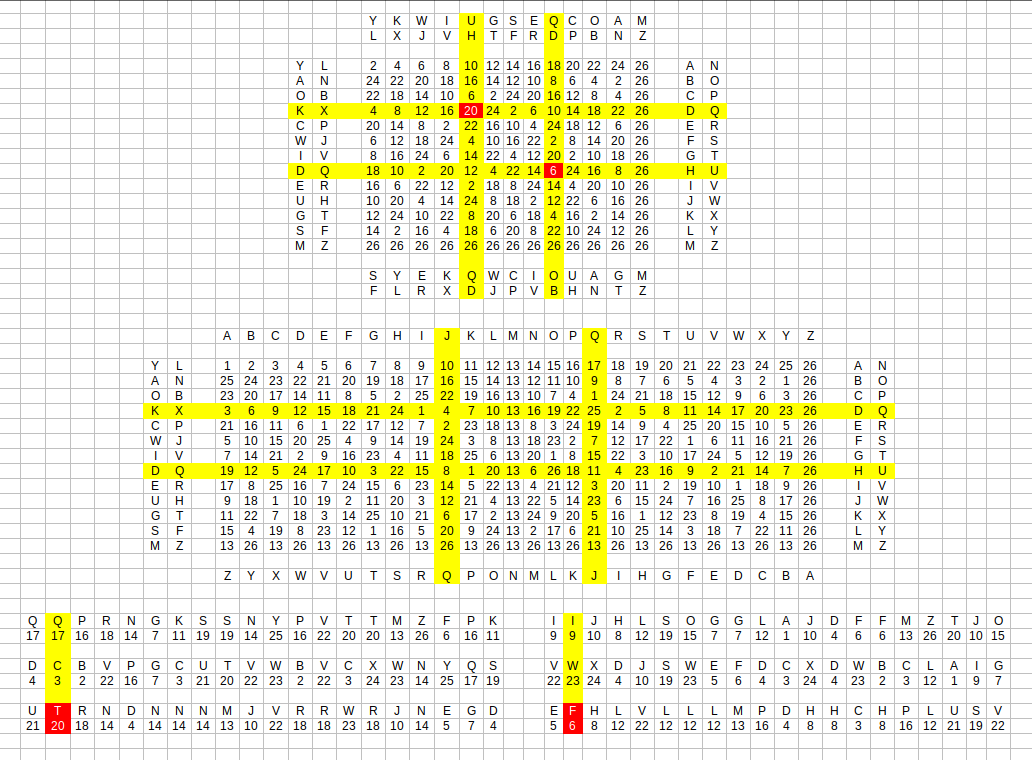 Y K W I U G S E Q C O A M
L X J V H T F R D P B N Z
Y L 2 4 6 8 10 12 14 16 18 20 22 24 26 A N
A N 24 22 20 18 16 14 12 10 8 6 4 2 26 B O
O B 22 18 14 10 6 2 24 20 16 12 8 4 26 C P
K X 4 8 12 16 20 24 2 6 10 14 18 22 26 D Q
C P 20 14 8 2 22 16 10 4 24 18 12 6 26 E R
W J 6 12 18 24 4 10 16 22 2 8 14 20 26 F S
I V 8 16 24 6 14 22 4 12 20 2 10 18 26 G T
D Q 18 10 2 20 12 4 22 14 6 24 16 8 26 H U
E R 16 6 22 12 2 18 8 24 14 4 20 10 26 I V
U H 10 20 4 14 24 8 18 2 12 22 6 16 26 J W
G T 12 24 10 22 8 20 6 18 4 16 2 14 26 K X
S F 14 2 16 4 18 6 20 8 22 10 24 12 26 L Y
M Z 26 26 26 26 26 26 26 26 26 26 26 26 26 M Z
S Y E K Q W C I O U A G M
F L R X D J P V B H N T Z
A B C D E F G H I J K L M N O P Q R S T U V W X Y Z
Y L 1 2 3 4 5 6 7 8 9 10 11 12 13 14 15 16 17 18 19 20 21 22 23 24 25 26 A N
A N 25 24 23 22 21 20 19 18 17 16 15 14 13 12 11 10 9 8 7 6 5 4 3 2 1 26 B O
O B 23 20 17 14 11 8 5 2 25 22 19 16 13 10 7 4 1 24 21 18 15 12 9 6 3 26 C P
K X 3 6 9 12 15 18 21 24 1 4 7 10 13 16 19 22 25 2 5 8 11 14 17 20 23 26 D Q
C P 21 16 11 6 1 22 17 12 7 2 23 18 13 8 3 24 19 14 9 4 25 20 15 10 5 26 E R
W J 5 10 15 20 25 4 9 14 19 24 3 8 13 18 23 2 7 12 17 22 1 6 11 16 21 26 F S
I V 7 14 21 2 9 16 23 4 11 18 25 6 13 20 1 8 15 22 3 10 17 24 5 12 19 26 G T
D Q 19 12 5 24 17 10 3 22 15 8 1 20 13 6 26 18 11 4 23 16 9 2 21 14 7 26 H U
E R 17 8 25 16 7 24 15 6 23 14 5 22 13 4 21 12 3 20 11 2 19 10 1 18 9 26 I V
U H 9 18 1 10 19 2 11 20 3 12 21 4 13 22 5 14 23 6 15 24 7 16 25 8 17 26 J W
G T 11 22 7 18 3 14 25 10 21 6 17 2 13 24 9 20 5 16 1 12 23 8 19 4 15 26 K X
S F 15 4 19 8 23 12 1 16 5 20 9 24 13 2 17 6 21 10 25 14 3 18 7 22 11 26 L Y
M Z 13 26 13 26 13 26 13 26 13 26 13 26 13 26 13 26 13 26 13 26 13 26 13 26 13 26 M Z
Z Y X W V U T S R Q P O N M L K J I H G F E D C B A
Q Q P R N G K S S N Y P V T T M Z F P K I I J H L S O G G L A J D F F M Z T J O
17 17 16 18 14 7 11 19 19 14 25 16 22 20 20 13 26 6 16 11 9 9 10 8 12 19 15 7 7 12 1 10 4 6 6 13 26 20 10 15
D C B V P G C U T V W B V C X W N Y Q S V W X D J S W E F D C X D W B C L A I G
4 3 2 22 16 7 3 21 20 22 23 2 22 3 24 23 14 25 17 19 22 23 24 4 10 19 23 5 6 4 3 24 4 23 2 3 12 1 9 7
U T R N D N N N M J V R R W R J N E G D E F H L V L L L M P D H H C H P L U S V
21 20 18 14 4 14 14 14 13 10 22 18 18 23 18 10 14 5 7 4 5 6 8 12 22 12 12 12 13 16 4 8 8 3 8 16 12 21 19 22